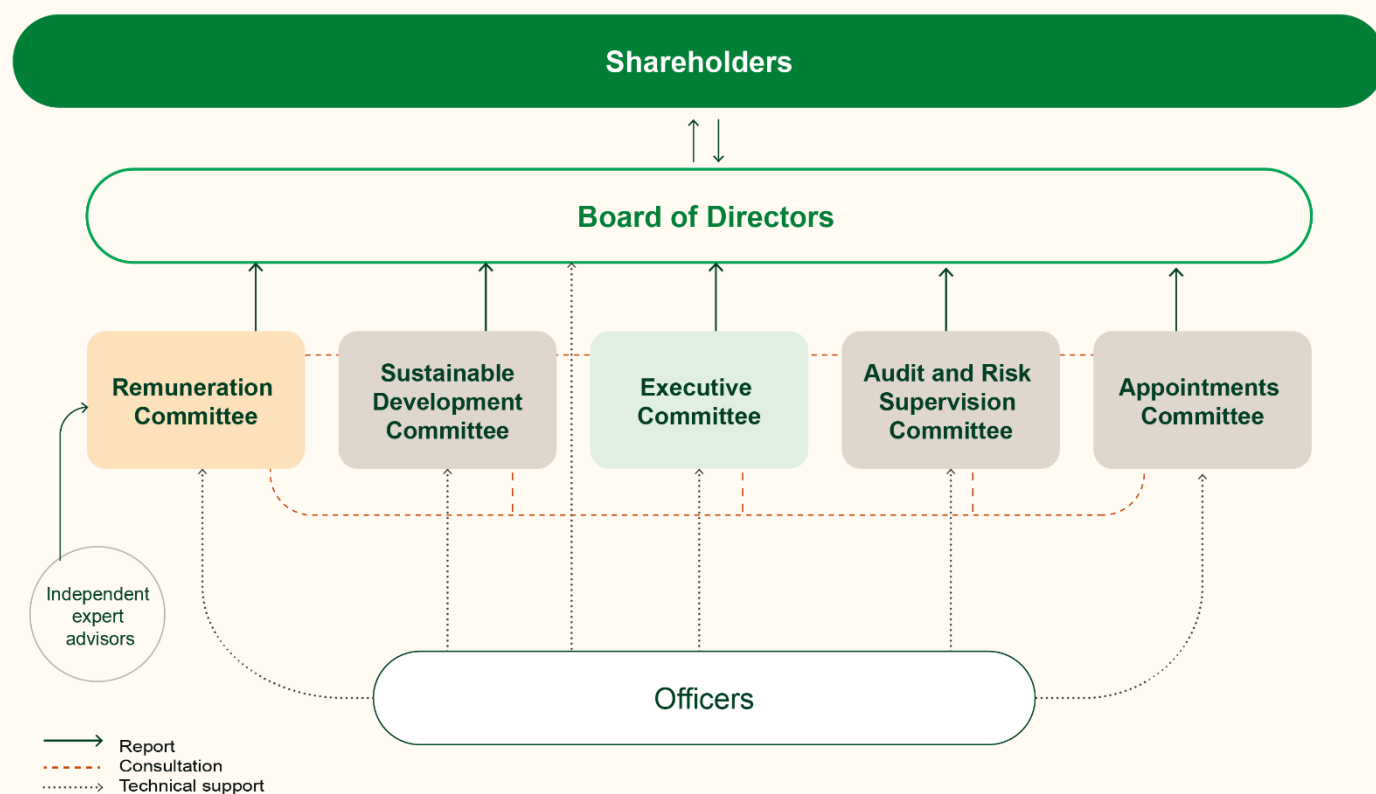 Shareholders
Board of Directors
Remuneration
Committee
Sustainable
Development
Committee
Executive
Committee
Audit and Risk
Supervision
Committee
Appointments
Committee
Independent
expert
advisors
Officers
Report
Consultation
Technical support